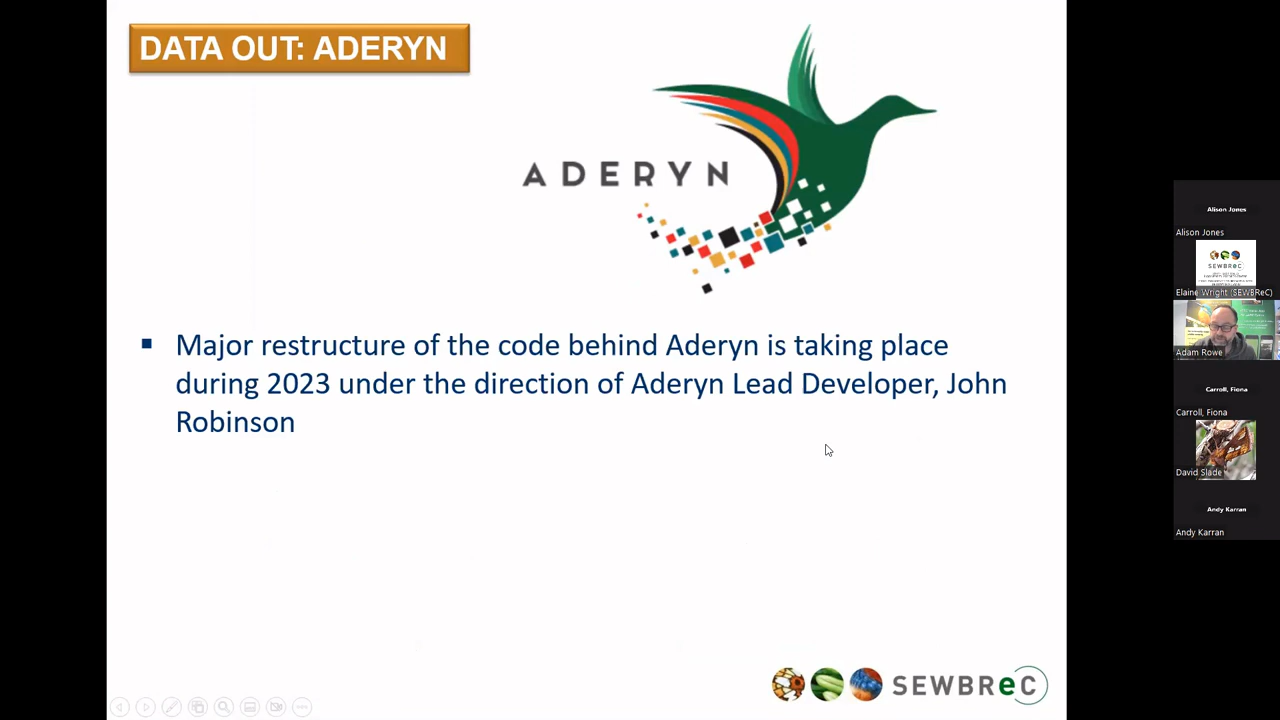 DATA OUT: ADERYN
ADERYN
Major restructure of the code behind Aderyn is taking place
during 2023 under the direction of Aderyn Lead Developer, John
Robinson
SEWBReC
Alison Jones
Alison Jones
SEWBReC
Elaine Wright (SEWBReC)
Adam Rowe
Carroll, Fiona
Carroll, Fiona
David Slade
Andy Karran
Andy Karran